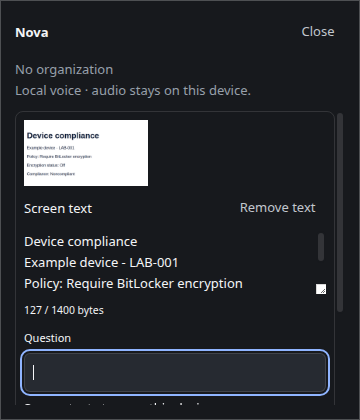 Nova
Close
No organization
Local voice · audio stays on this device.
Device compliance
Example device - LAB-001
Policy: Require BitLocker encryption
Encryption status: Off
Compliance: Noncompliant
Screen text
Remove text
Device compliance
Example device - LAB-001
Policy: Require BitLocker encryption
127 / 1400 bytes
Question